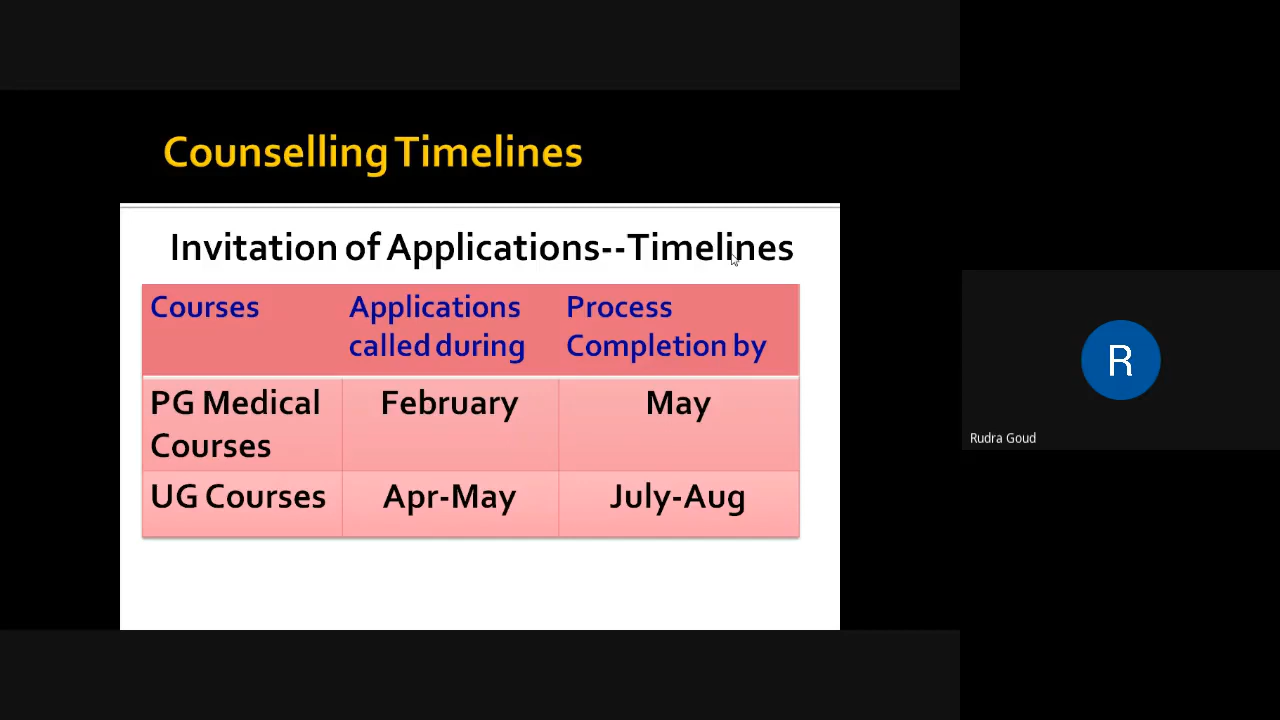 Counselling Timelines
Invitation of Applications--Timelines
Courses
Applications called during
Process Completion by
PG Medical Courses
February
May
UG Courses
Apr-May
July-Aug
R
Rudra Goud